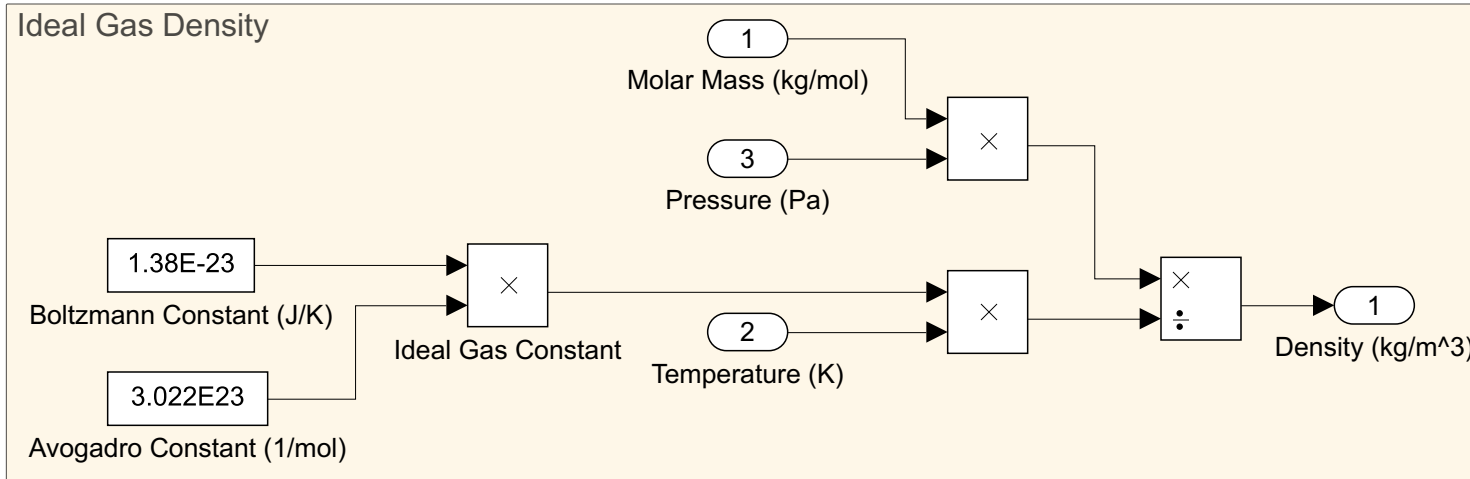 Ideal Gas Density
1
Molar Mass (kg/mol)
×
3
Pressure (Pa)
1.38E-23
Boltzmann Constant (J/K)
×
Ideal Gas Constant
3.022E23
Avogadro Constant (1/mol)
×
2
Temperature (K)
×
÷
1
Density (kg/m^3)